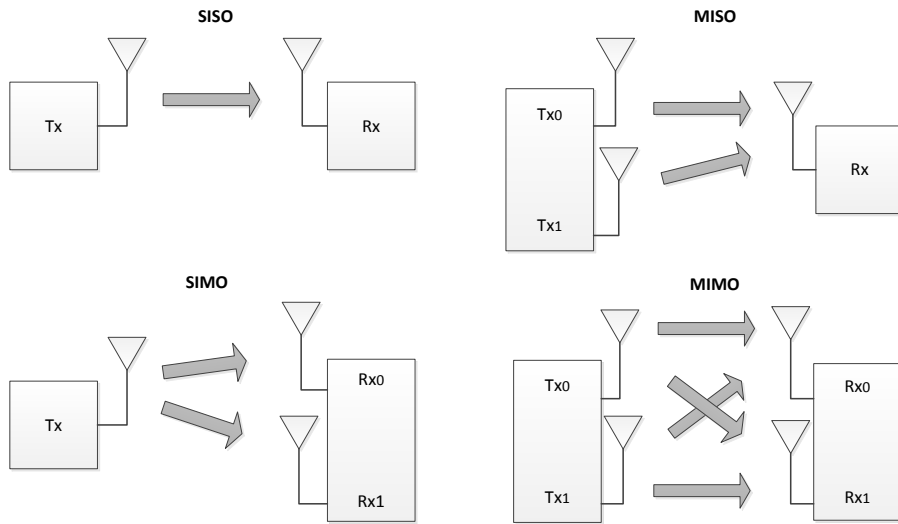 SISO
Tx
Rx
MISO
Tx0
Tx1
Rx
SIMO
Tx
Rx0
Rx1
MIMO
Tx0
Tx1
Rx0
Rx1